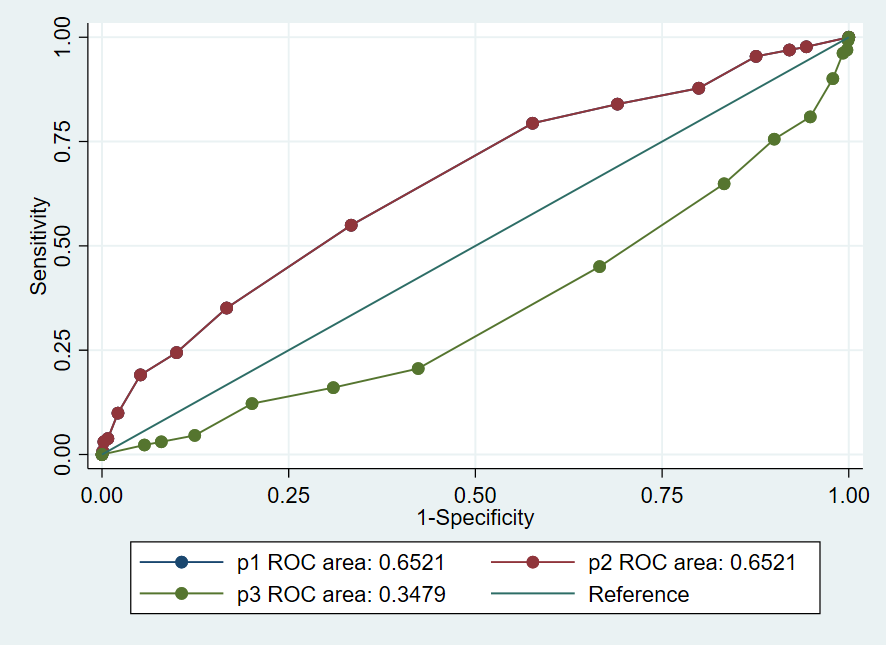 1.00
0.75
0.50
0.25
0.00
Sensitivity
0.00 0.25 0.50 0.75 1.00
1-Specificity
p1 ROC area: 0.6521 p2 ROC area: 0.6521
p3 ROC area: 0.3479 Reference